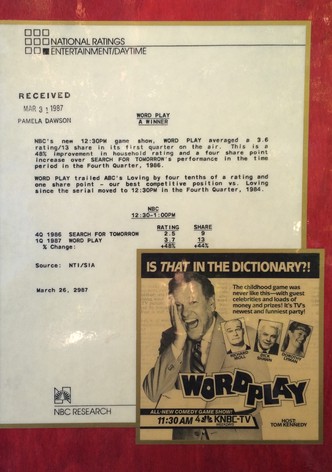 NATIONAL RATINGS
ENTERTAINMENT/DAYTIME
RECEIVED
MAR 31 1987
PAMELA DAWSON
WORD PLAY
A WINNER
NBC's new 12:30PM game show, WORD PLAY averaged a 3.6
rating/13 share in its first quarter on the air. This is a
48% improvement in household rating and a four share point
increase over SEARCH FOR TOMORROW's performance in the time
period in the Fourth Quarter, 1986.
WORD PLAY trailed ABC's Loving by four tenths of a rating and
one share point - our best competitive position vs. Loving
since the serial moved to 12:30PM in the Fourth Quarter, 1984.
NBC
12:30-1:00PM
RATING SHARE
4Q 1986 SEARCH FOR TOMORROW 2.5 9
1Q 1987 WORD PLAY 3.7 13
% Change: +48% +44%
Source: NTI/SIA
March 26, 1987
NBC RESEARCH
IS THAT IN THE DICTIONARY?!
The childhood game was
never like this—with guest
celebrities and loads of
money and prizes! It's TV's
newest and funniest party!
RICHARD
MOLL
WORDPLAY
ALL-NEW COMEDY GAME SHOW!
11:30AM 4 KNBC-TV
HOST:
TOM KENNEDY